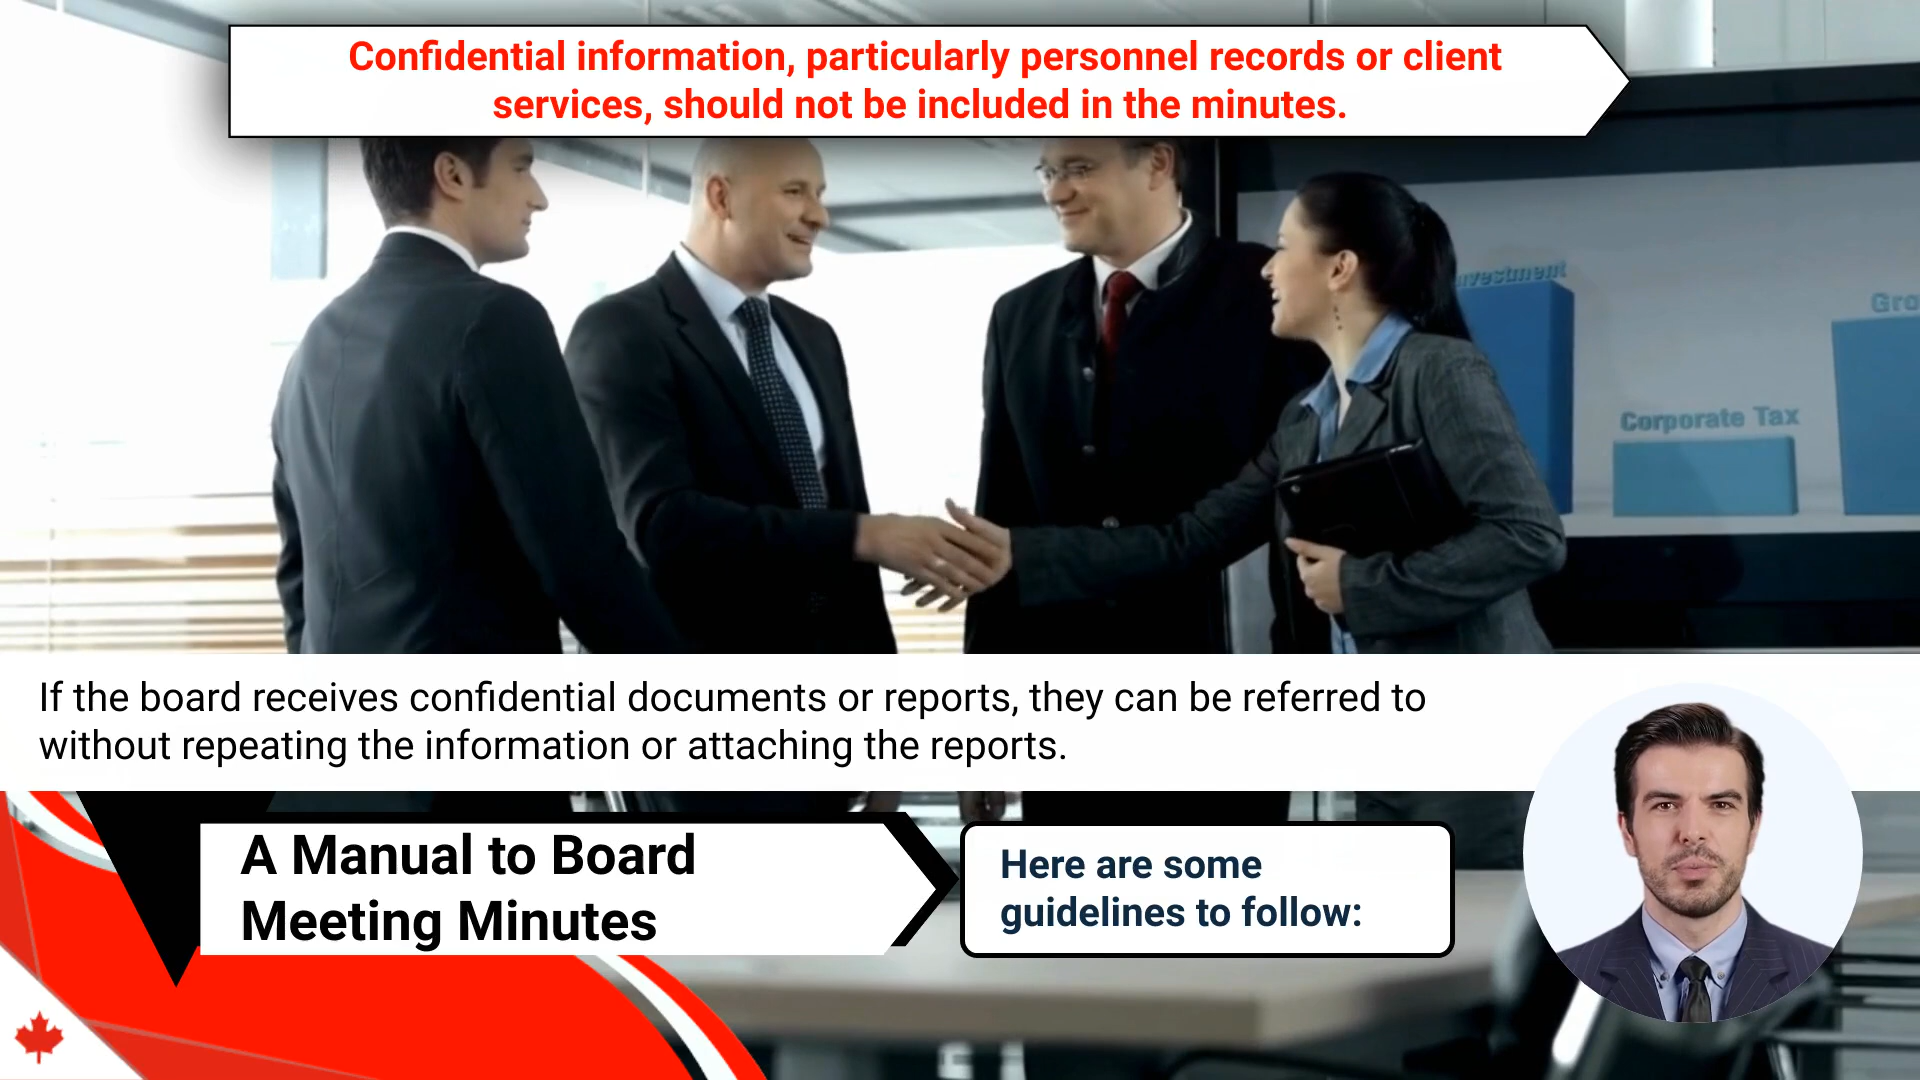 Confidential information, particularly personnel records or client
services, should not be included in the minutes.
nvestment
Gro
Corporate Tax
If the board receives confidential documents or reports, they can be referred to
without repeating the information or attaching the reports.
A Manual to Board
Meeting Minutes
Here are some
guidelines to follow: